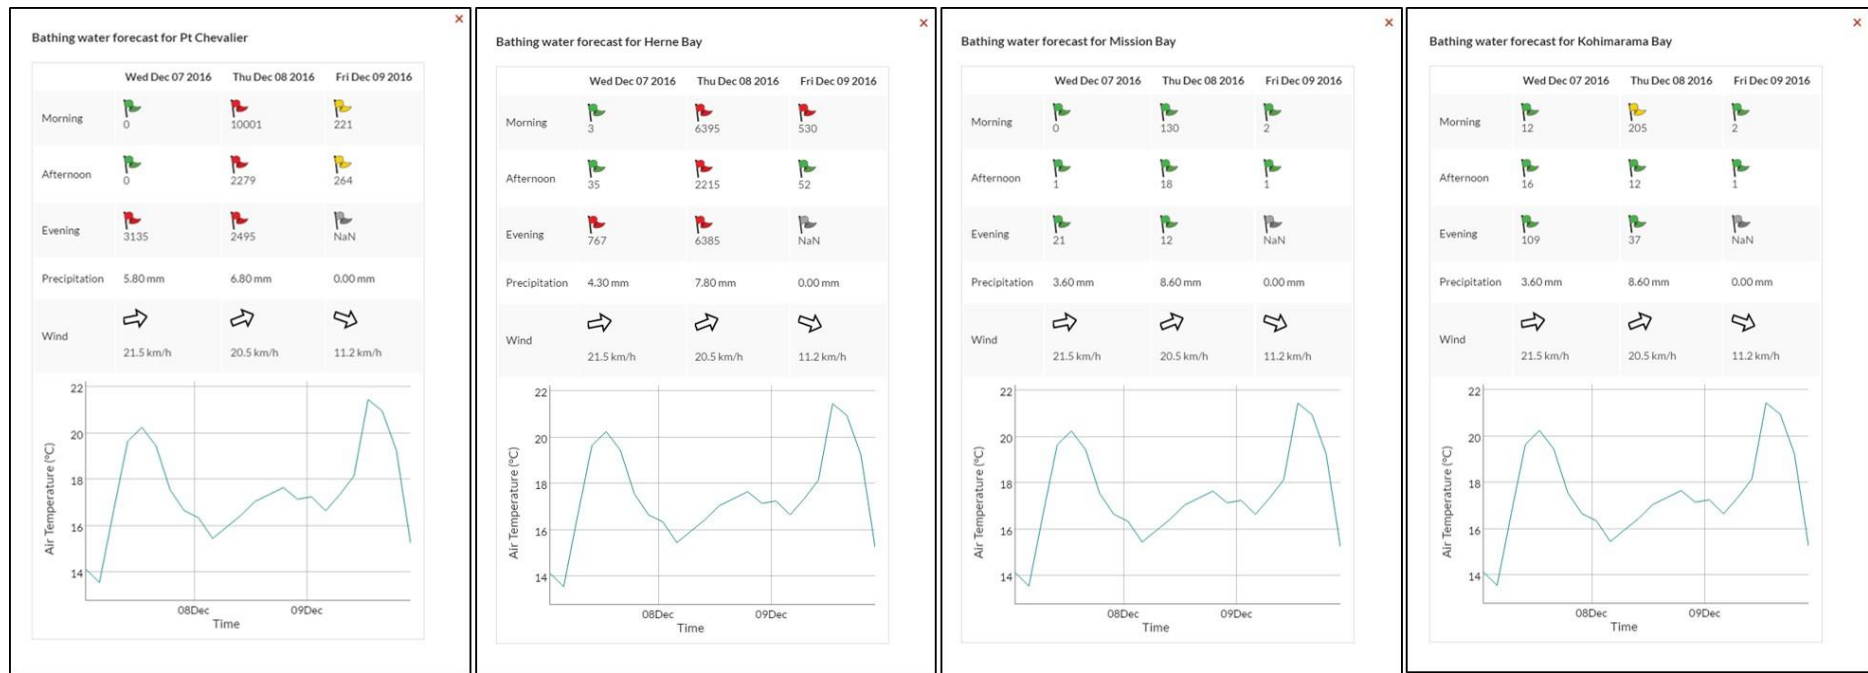 ×
Bathing water forecast for Pt Chevalier
Wed Dec 07 2016 Thu Dec 08 2016 Fri Dec 09 2016
Morning 0 10001 221
Afternoon 0 2279 264
Evening 3135 2495 NaN
Precipitation 5.80 mm 6.80 mm 0.00 mm
Wind
21.5 km/h 20.5 km/h 11.2 km/h
Air Temperature (°C)
22
20
18
16
14
08Dec 09Dec
Time
×
Bathing water forecast for Herne Bay
Wed Dec 07 2016 Thu Dec 08 2016 Fri Dec 09 2016
Morning 3 6395 530
Afternoon 35 2215 52
Evening 767 6385 NaN
Precipitation 4.30 mm 7.80 mm 0.00 mm
Wind
21.5 km/h 20.5 km/h 11.2 km/h
Air Temperature (°C)
22
20
18
16
14
08Dec 09Dec
Time
×
Bathing water forecast for Mission Bay
Wed Dec 07 2016 Thu Dec 08 2016 Fri Dec 09 2016
Morning 0 130 2
Afternoon 1 18 1
Evening 21 12 NaN
Precipitation 3.60 mm 8.60 mm 0.00 mm
Wind
21.5 km/h 20.5 km/h 11.2 km/h
Air Temperature (°C)
22
20
18
16
14
08Dec 09Dec
Time
×
Bathing water forecast for Kohimarama Bay
Wed Dec 07 2016 Thu Dec 08 2016 Fri Dec 09 2016
Morning 12 205 2
Afternoon 16 12 1
Evening 109 37 NaN
Precipitation 3.60 mm 8.60 mm 0.00 mm
Wind
21.5 km/h 20.5 km/h 11.2 km/h
Air Temperature (°C)
22
20
18
16
14
08Dec 09Dec
Time